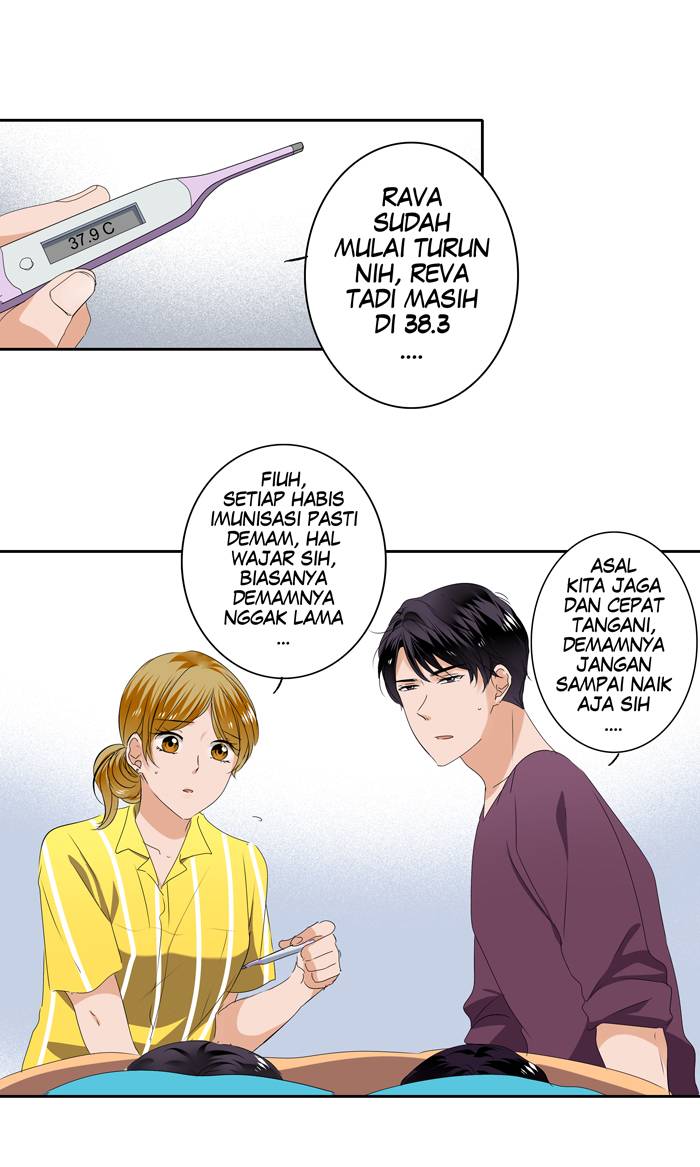 37.9 C
RAVA
SUDAH
MULAI TURUN
NIH, REVA
TADI MASIH
DI 38.3
....
FIUH,
SETIAP HABIS
IMUNISASI PASTI
DEMAM, HAL
WAJAR SIH,
BIASANYA
DEMAMNYA
NGGAK LAMA
...
ASAL
KITA JAGA
DAN CEPAT
TANGANI,
DEMAMNYA
JANGAN
SAMPAI NAIK
AJA SIH
....